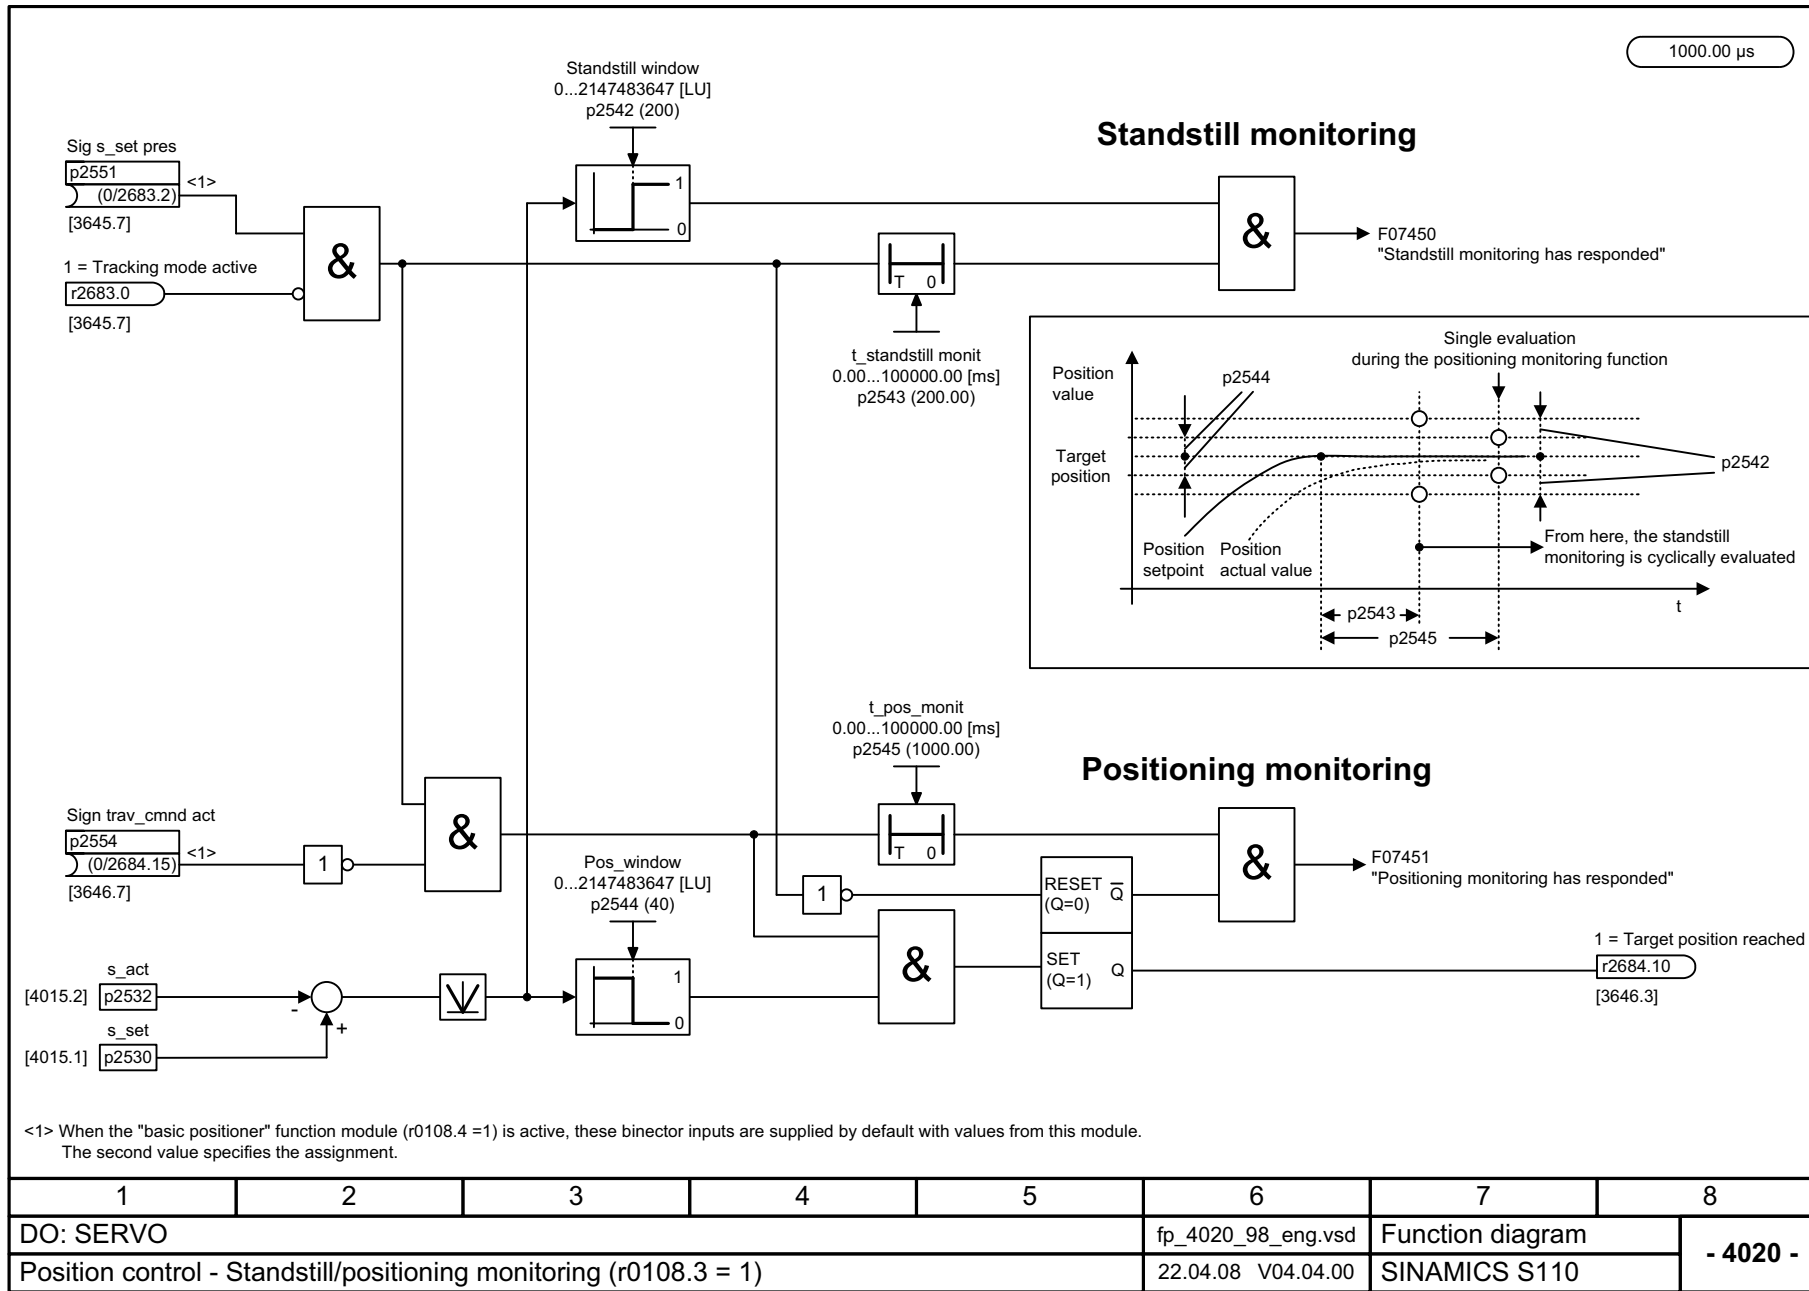 1000.00 µs
Standstill window
0...2147483647 [LU]
p2542 (200)
Standstill monitoring
Sig s_set pres
p2551
<1>
(0/2683.2)
[3645.7]
1
0
&
&
1 = Tracking mode active
r2683.0
[3645.7]
T 0
F07450
"Standstill monitoring has responded"
t_standstill monit
0.00...100000.00 [ms]
p2543 (200.00)
Single evaluation
during the positioning monitoring function
Position
value
p2544
Target
position
p2542
Position
setpoint
Position
actual value
From here, the standstill
monitoring is cyclically evaluated
t
p2543
p2545
t_pos_monit
0.00...100000.00 [ms]
p2545 (1000.00)
Positioning monitoring
Sign trav_cmnd act
p2554
<1>
(0/2684.15)
[3646.7]
1
&
T 0
&
F07451
"Positioning monitoring has responded"
Pos_window
0...2147483647 [LU]
p2544 (40)
1
RESET Q
(Q=0)
SET
(Q=1)
Q
&
1 = Target position reached
r2684.10
[3646.3]
s_act
[4015.2] p2532
-
+
s_set
[4015.1] p2530
1
0
<1> When the "basic positioner" function module (r0108.4 =1) is active, these binector inputs are supplied by default with values from this module.
The second value specifies the assignment.
1 2 3 4 5 6 7 8
DO: SERVO
fp_4020_98_eng.vsd
Function diagram
- 4020 -
Position control - Standstill/positioning monitoring (r0108.3 = 1)
22.04.08 V04.04.00
SINAMICS S110